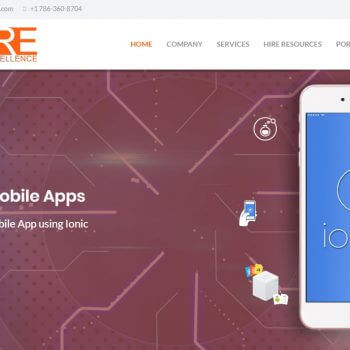 .com +1 786-360-8704
RE
ELLENCE
HOME COMPANY SERVICES HIRE RESOURCES POR
obile Apps
bile App using Ionic
io